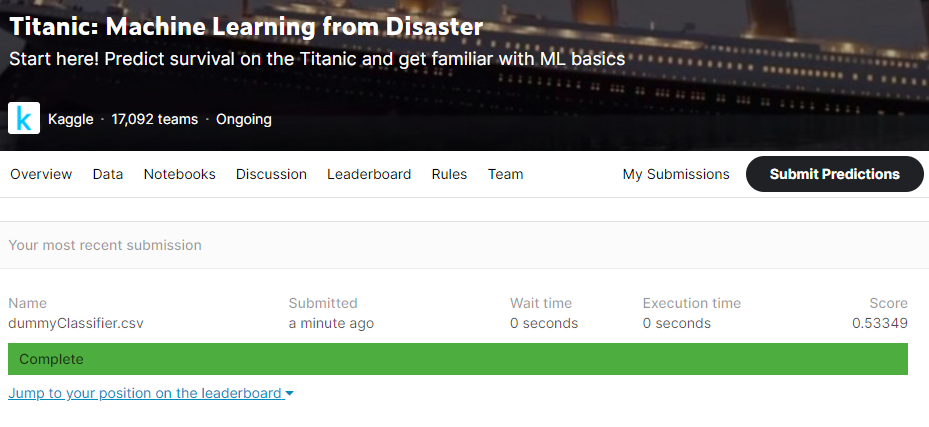 Titanic: Machine Learning from Disaster
Start here! Predict survival on the Titanic and get familiar with ML basics
k Kaggle · 17,092 teams · Ongoing
Overview Data Notebooks Discussion Leaderboard Rules Team My Submissions Submit Predictions
Your most recent submission
Name Submitted Wait time Execution time Score
dummyClassifier.csv a minute ago 0 seconds 0 seconds 0.53349
Complete
Jump to your position on the leaderboard